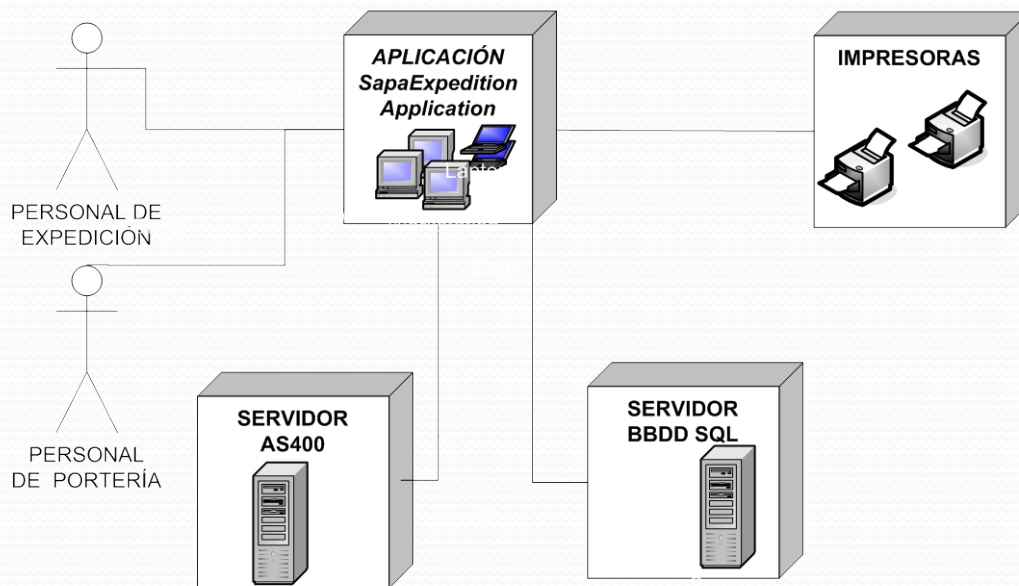 APLICACIÓN
SapaExpedition
Application
IMPRESORAS
PERSONAL DE
EXPEDICIÓN
PERSONAL
DE PORTERÍA
SERVIDOR
AS400
SERVIDOR
BBDD SQL